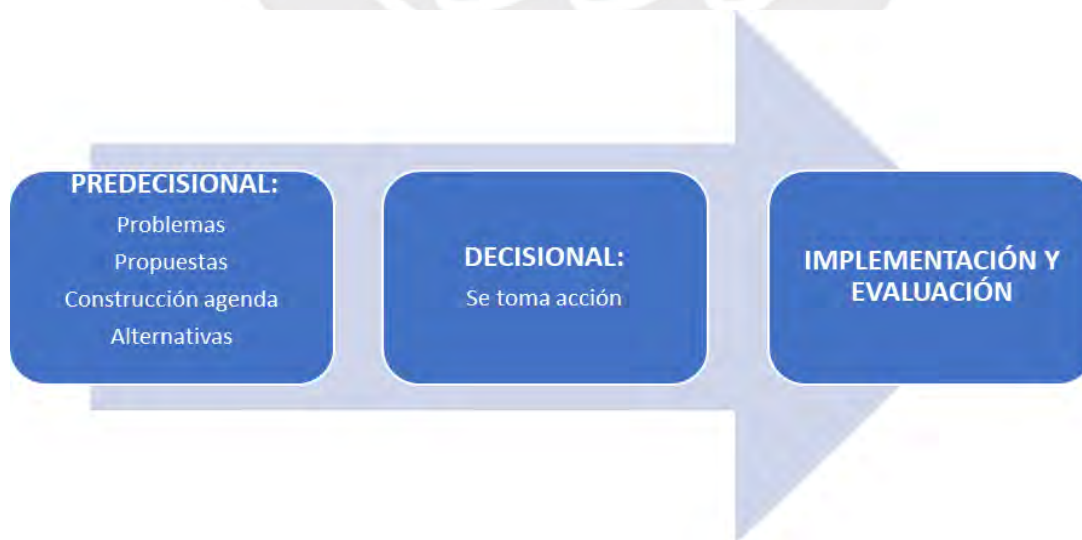 PREDECISIONAL:
Problemas
Propuestas
Construcción agenda
Alternativas
DECISIONAL:
Se toma acción
IMPLEMENTACIÓN Y
EVALUACIÓN